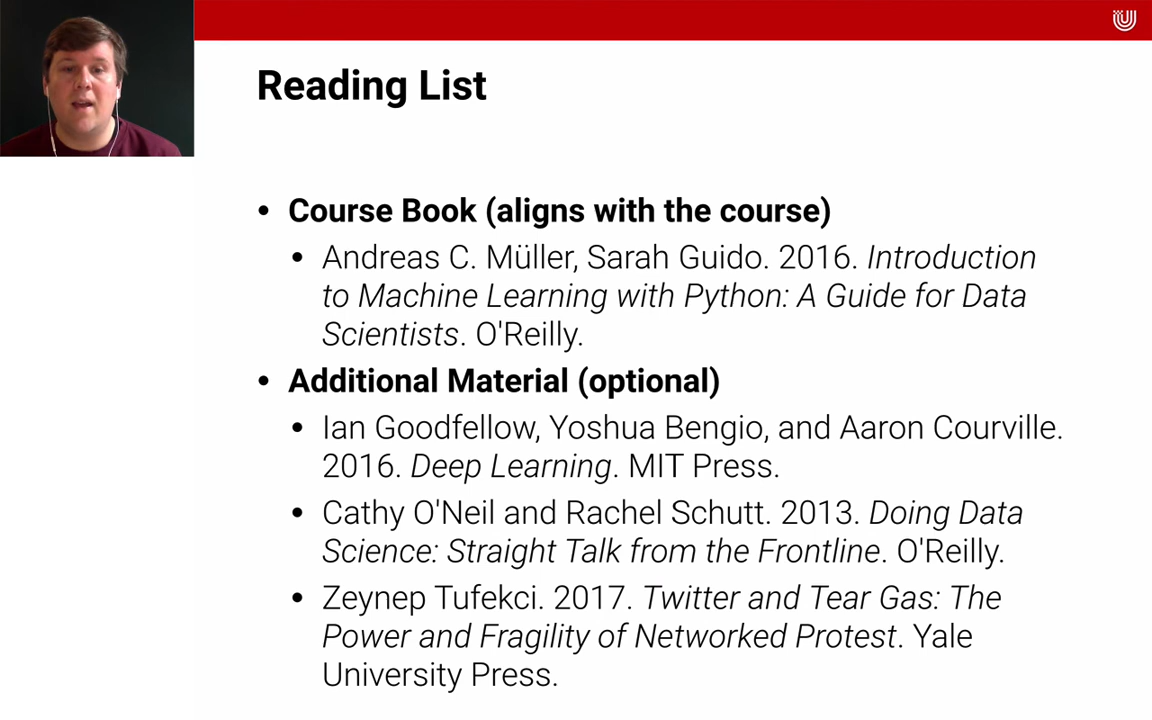 Reading List
• Course Book (aligns with the course)
• Andreas C. Müller, Sarah Guido. 2016. Introduction
to Machine Learning with Python: A Guide for Data
Scientists. O'Reilly.
• Additional Material (optional)
• Ian Goodfellow, Yoshua Bengio, and Aaron Courville.
2016. Deep Learning. MIT Press.
• Cathy O'Neil and Rachel Schutt. 2013. Doing Data
Science: Straight Talk from the Frontline. O'Reilly.
• Zeynep Tufekci. 2017. Twitter and Tear Gas: The
Power and Fragility of Networked Protest. Yale
University Press.